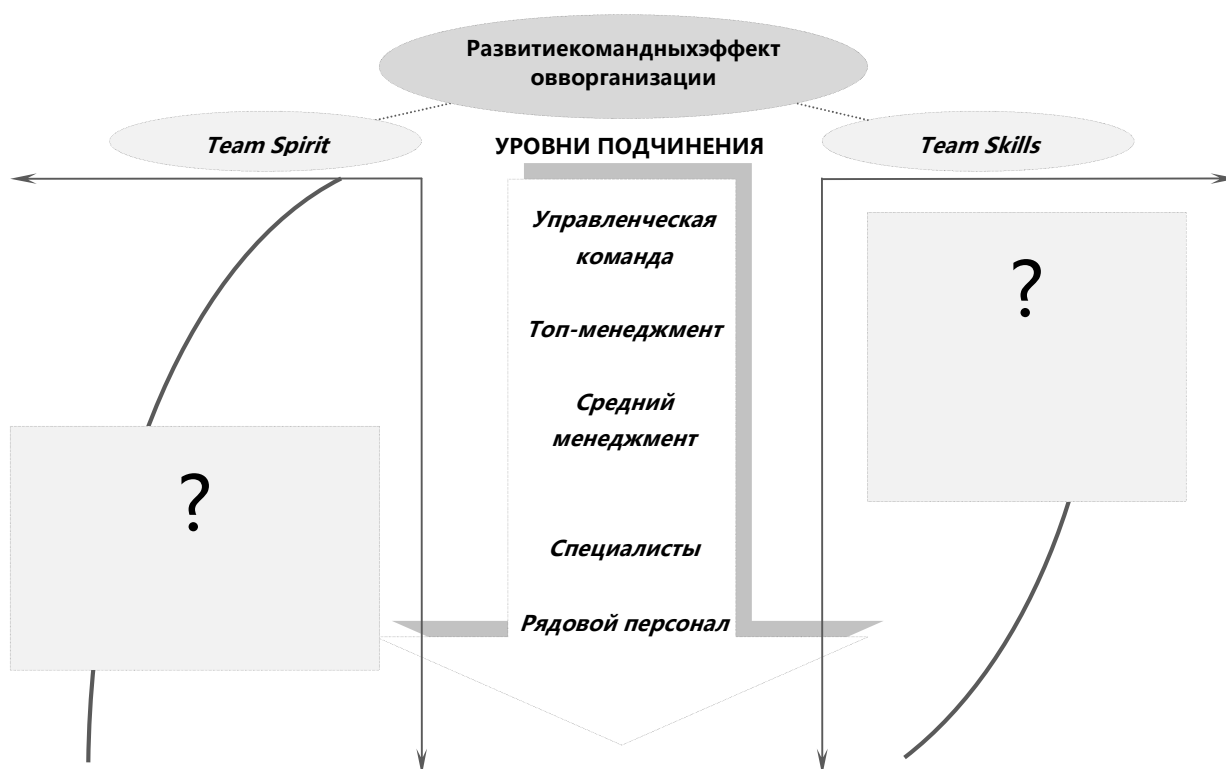 Развитиекомандныхэффект
овворганизации
Team Spirit
УРОВНИ ПОДЧИНЕНИЯ
Team Skills
Управленческая
команда
?
Топ-менеджмент
Средний
менеджмент
?
Специалисты
Рядовой персонал